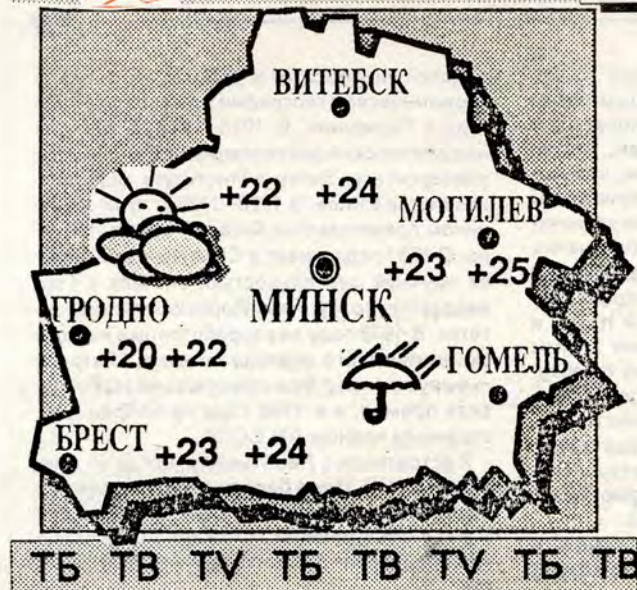 ВИТЕБСК
+22 +24
МОГИЛЕВ
+23 +25
МИНСК
ГРОДНО
+20 +22
ГОМЕЛЬ
БРЕСТ
+23 +24
ТБ ТВ TV ТБ ТВ TV ТБ ТВ